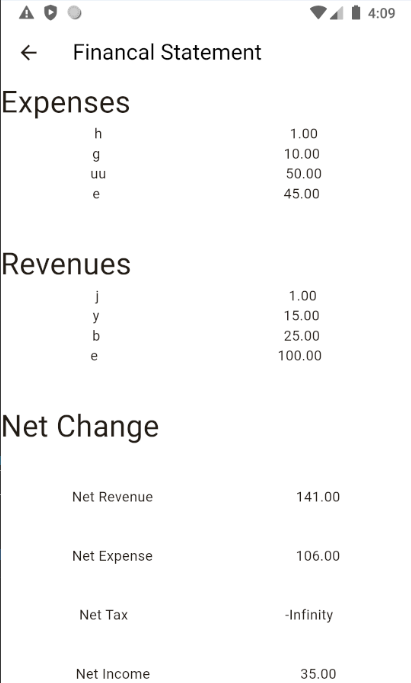 4:09
Financal Statement
Expenses
h 1.00
g 10.00
uu 50.00
e 45.00
Revenues
j 1.00
y 15.00
b 25.00
e 100.00
Net Change
Net Revenue 141.00
Net Expense 106.00
Net Tax -Infinity
Net Income 35.00